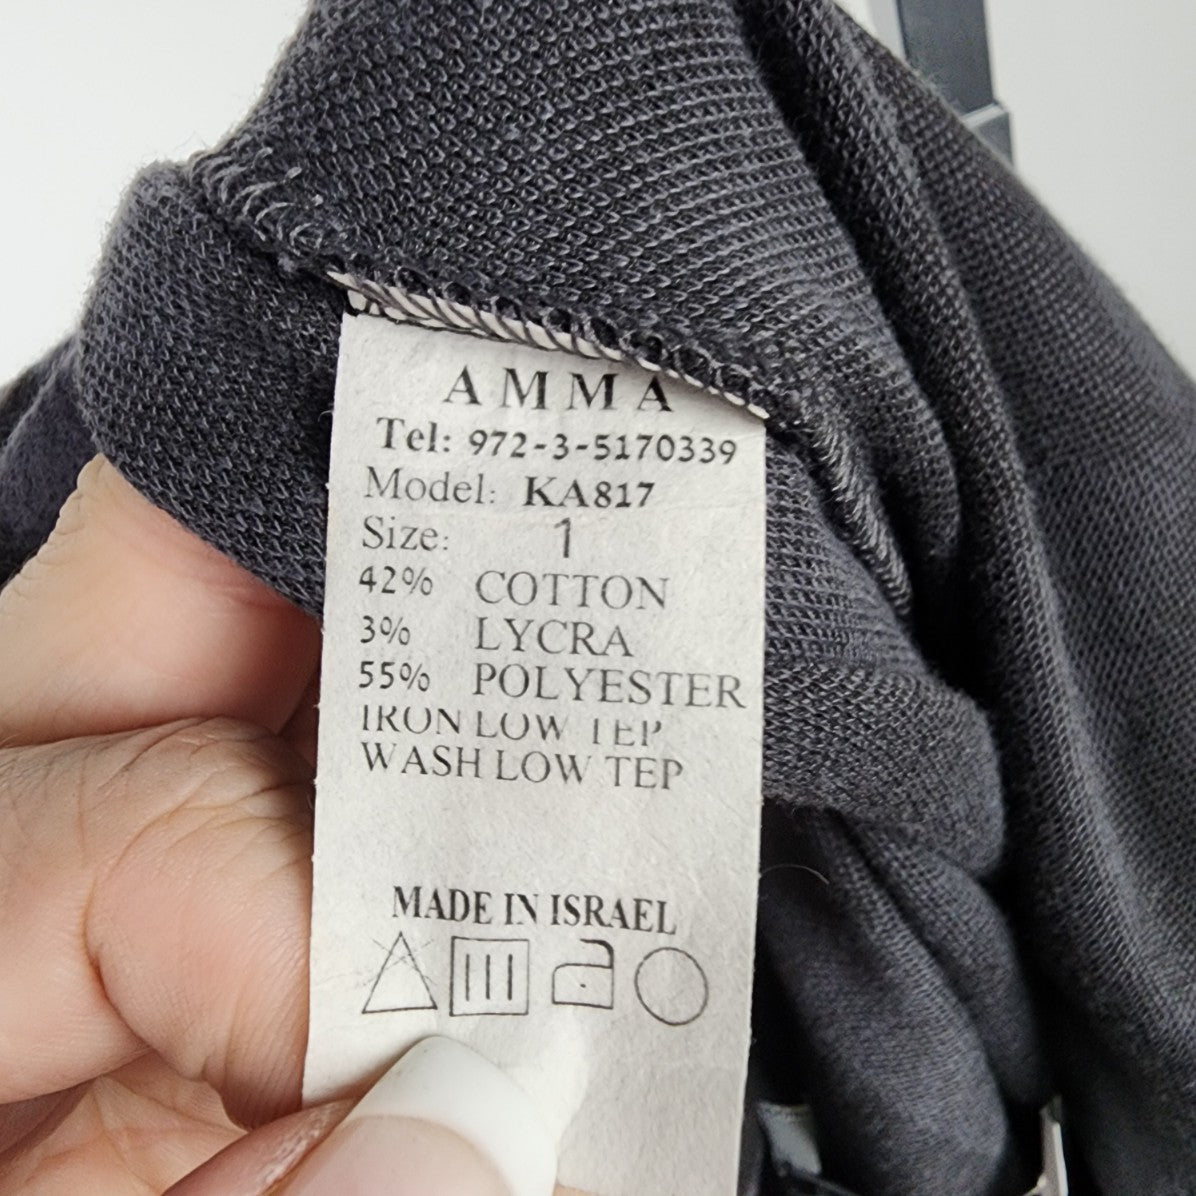 AMMA
Tel: 972-3-5170339
Model: KA817
Size: 1
42% COTTON
3% LYCRA
55% POLYESTER
IRON LOW TEP
WASH LOW TEP
MADE IN ISRAEL